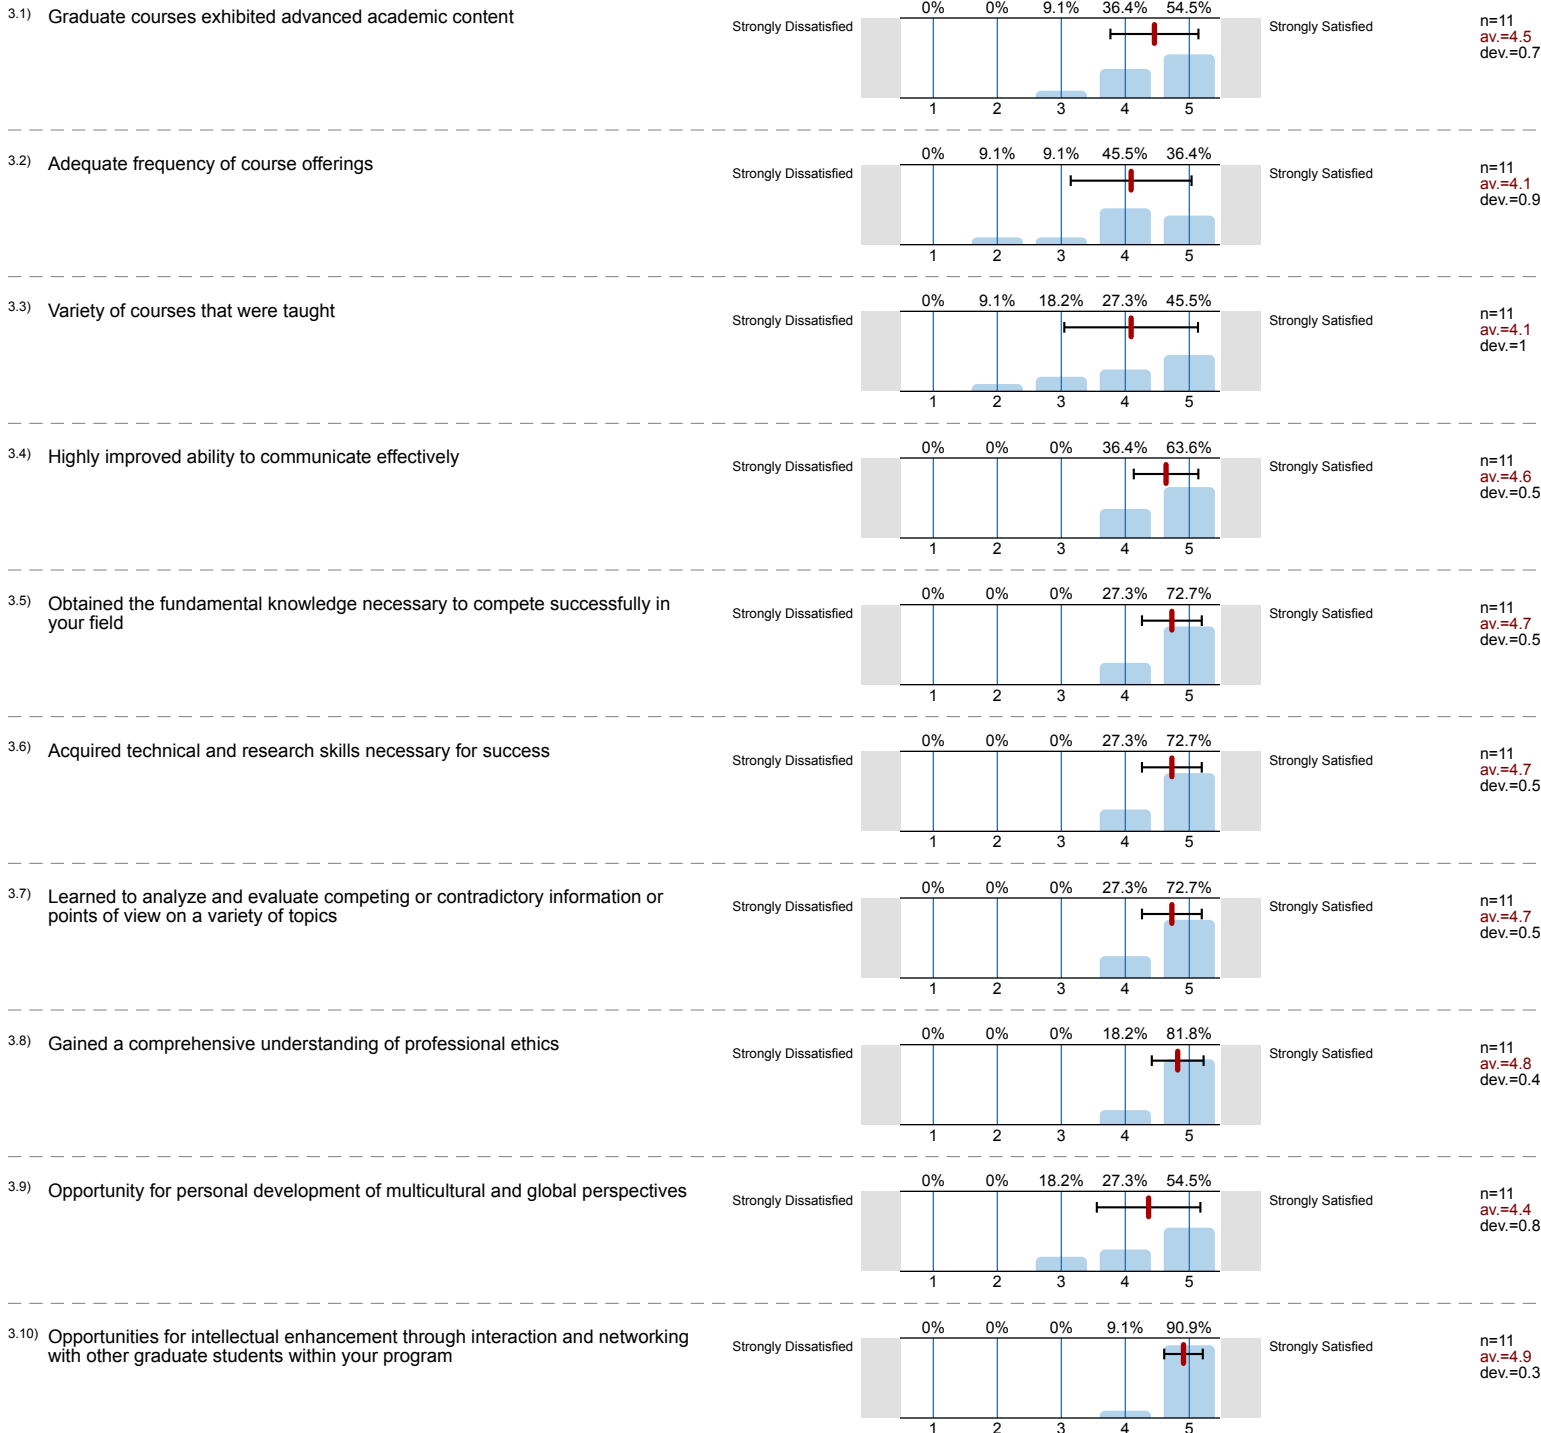 3.1) Graduate courses exhibited advanced academic content
Strongly Dissatisfied
0% 0% 9.1% 36.4% 54.5%
1 2 3 4 5
Strongly Satisfied
n=11
av.=4.5
dev.=0.7
3.2) Adequate frequency of course offerings
Strongly Dissatisfied
0% 9.1% 9.1% 45.5% 36.4%
1 2 3 4 5
Strongly Satisfied
n=11
av.=4.1
dev.=0.9
3.3) Variety of courses that were taught
Strongly Dissatisfied
0% 9.1% 18.2% 27.3% 45.5%
1 2 3 4 5
Strongly Satisfied
n=11
av.=4.1
dev.=1
3.4) Highly improved ability to communicate effectively
Strongly Dissatisfied
0% 0% 0% 36.4% 63.6%
1 2 3 4 5
Strongly Satisfied
n=11
av.=4.6
dev.=0.5
3.5) Obtained the fundamental knowledge necessary to compete successfully in
your field
Strongly Dissatisfied
0% 0% 0% 27.3% 72.7%
1 2 3 4 5
Strongly Satisfied
n=11
av.=4.7
dev.=0.5
3.6) Acquired technical and research skills necessary for success
Strongly Dissatisfied
0% 0% 0% 27.3% 72.7%
1 2 3 4 5
Strongly Satisfied
n=11
av.=4.7
dev.=0.5
3.7) Learned to analyze and evaluate competing or contradictory information or
points of view on a variety of topics
Strongly Dissatisfied
0% 0% 0% 27.3% 72.7%
1 2 3 4 5
Strongly Satisfied
n=11
av.=4.7
dev.=0.5
3.8) Gained a comprehensive understanding of professional ethics
Strongly Dissatisfied
0% 0% 0% 18.2% 81.8%
1 2 3 4 5
Strongly Satisfied
n=11
av.=4.8
dev.=0.4
3.9) Opportunity for personal development of multicultural and global perspectives
Strongly Dissatisfied
0% 0% 18.2% 27.3% 54.5%
1 2 3 4 5
Strongly Satisfied
n=11
av.=4.4
dev.=0.8
3.10) Opportunities for intellectual enhancement through interaction and networking
with other graduate students within your program
Strongly Dissatisfied
0% 0% 0% 9.1% 90.9%
1 2 3 4 5
Strongly Satisfied
n=11
av.=4.9
dev.=0.3